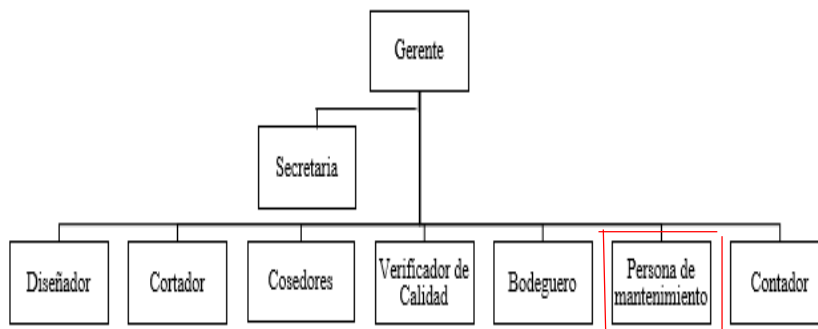 Gerente
Secretaria
Diseñador
Cortador
Cosedores
Verificador de
Calidad
Bodeguero
Persona de
mantenimiento
Contador